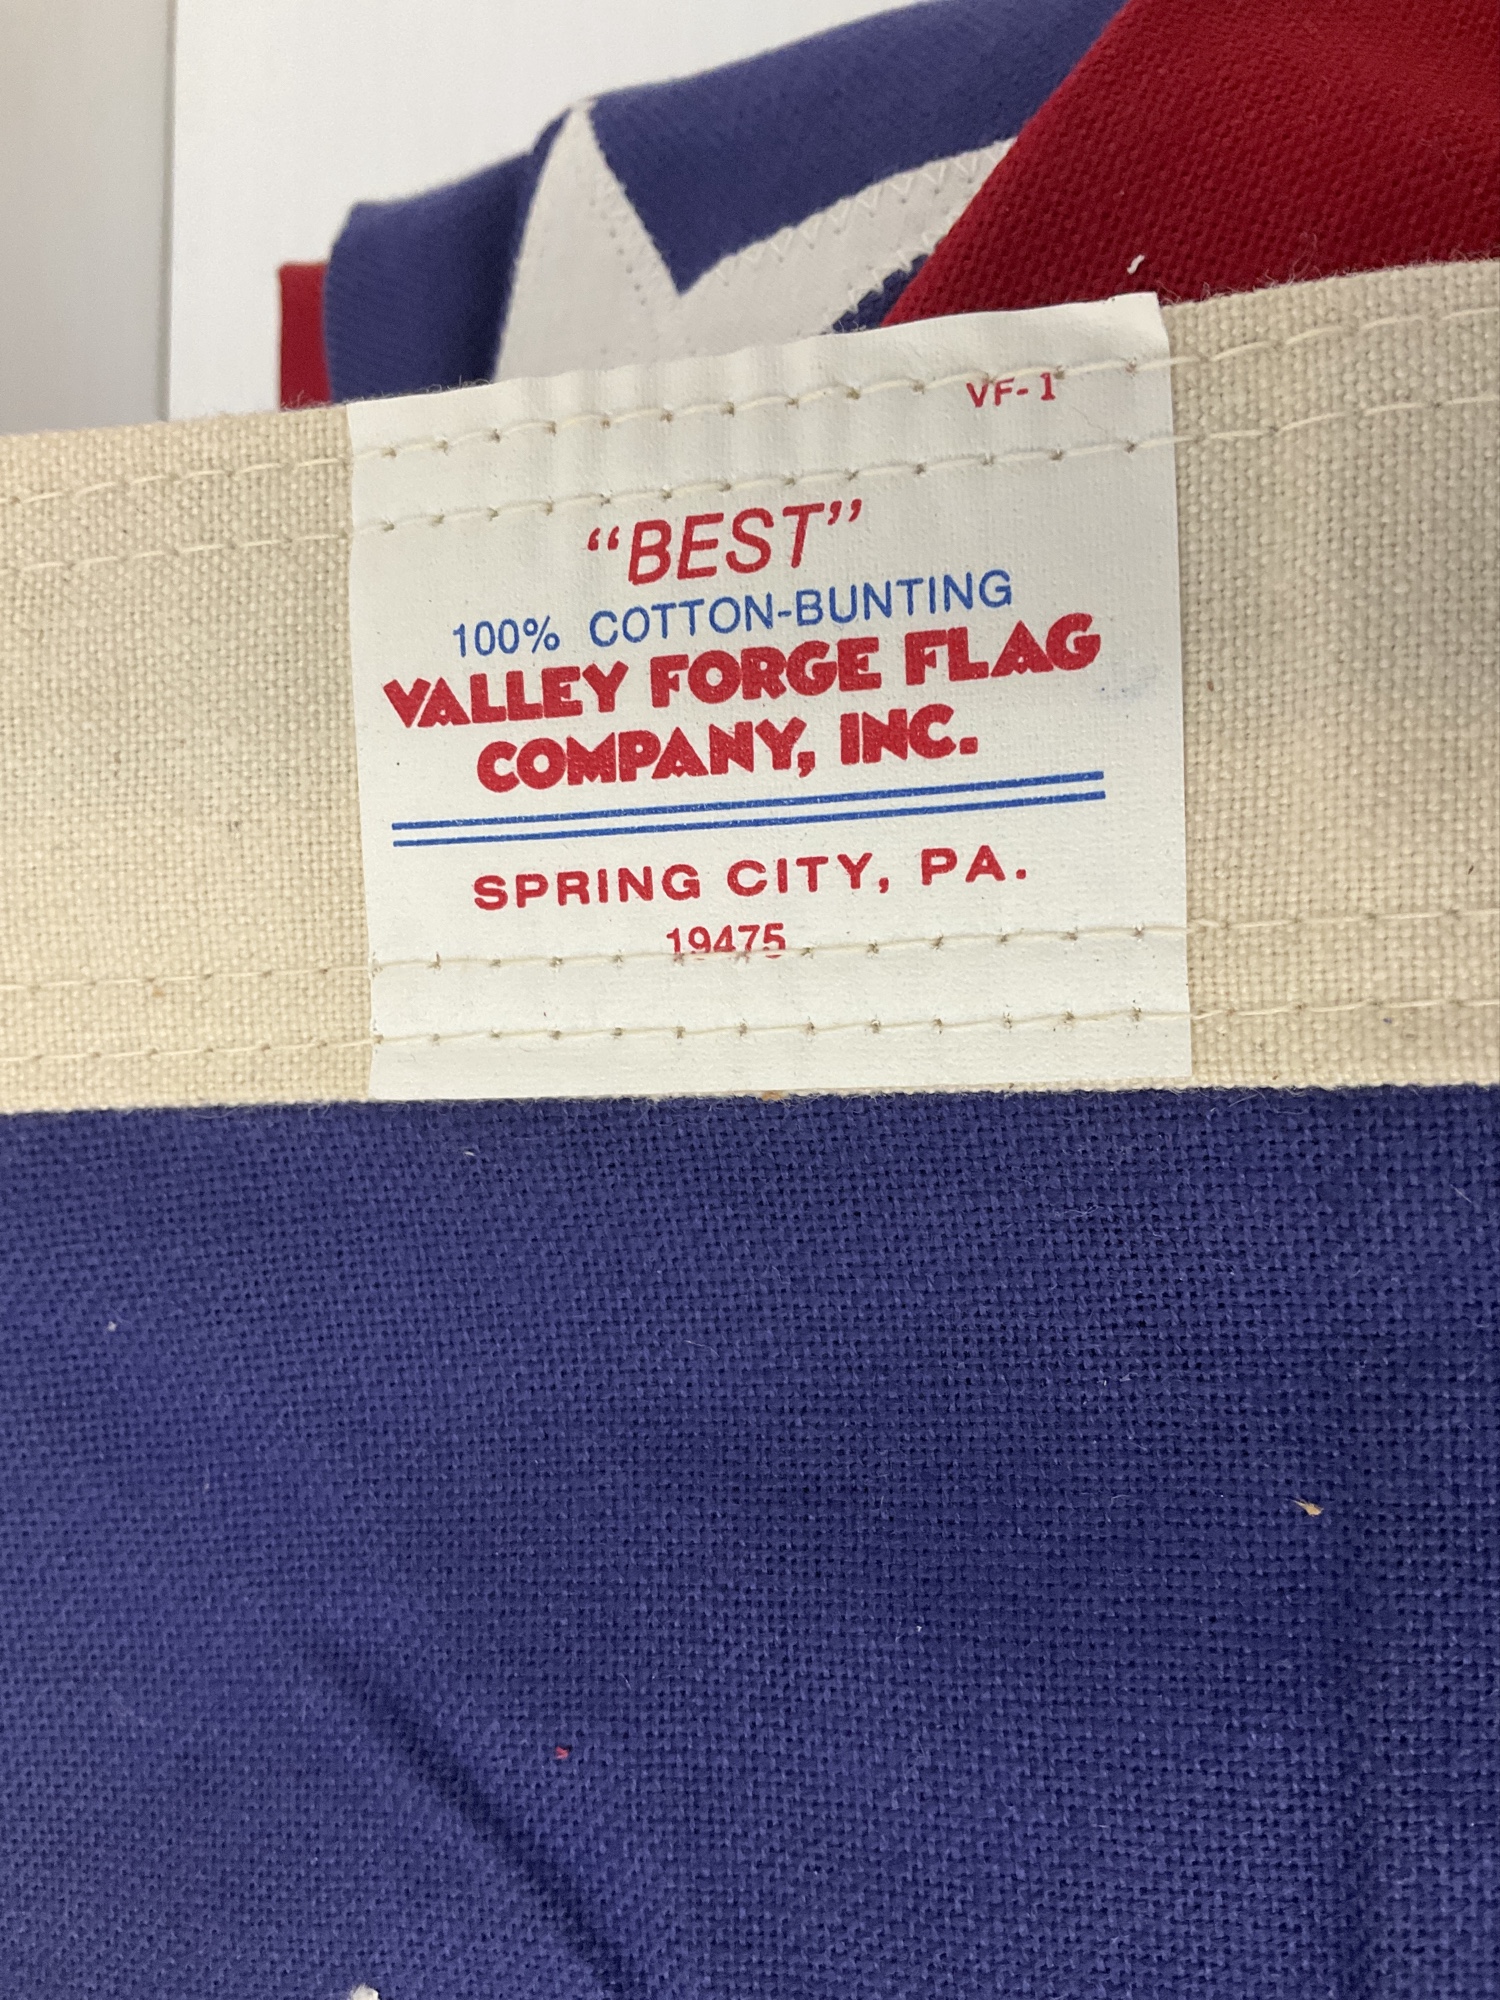 VF-1
“BEST”
100% COTTON-BUNTING
VALLEY FORGE FLAG
COMPANY, INC.
SPRING CITY, PA.
19475